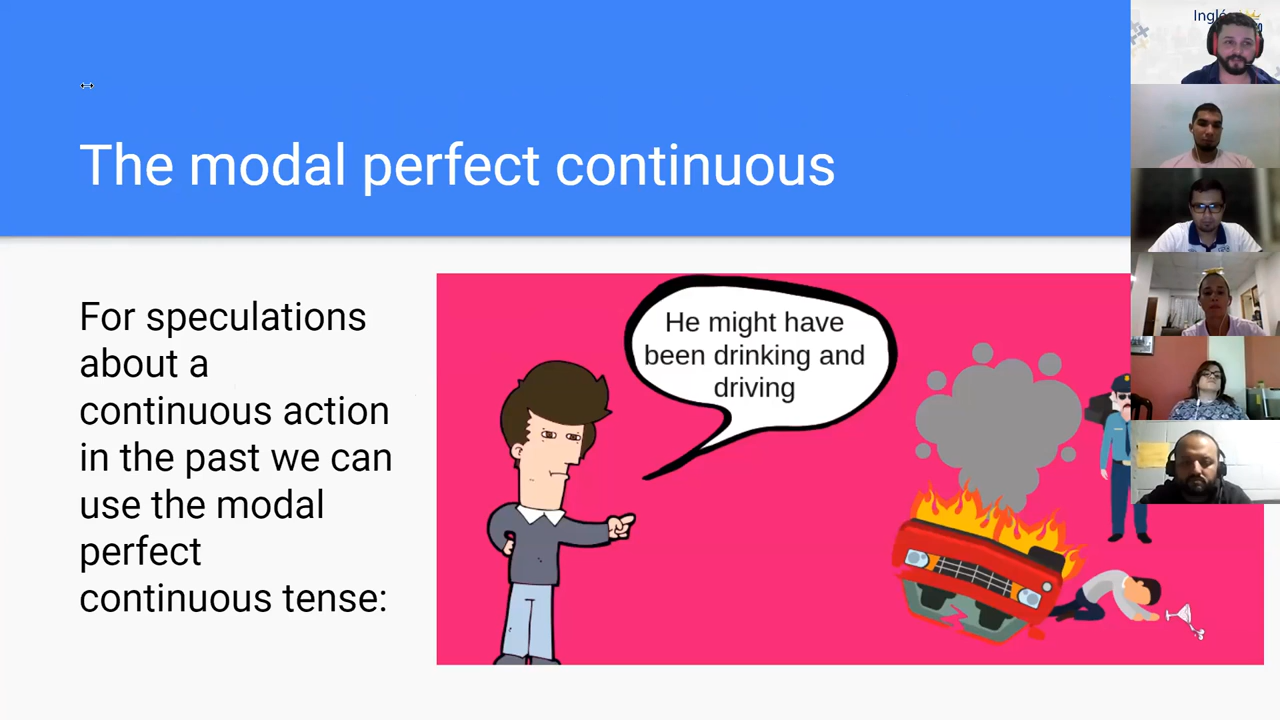 The modal perfect continuous
For speculations
about a
continuous action
in the past we can
use the modal
perfect
continuous tense:
He might have
been drinking and
driving